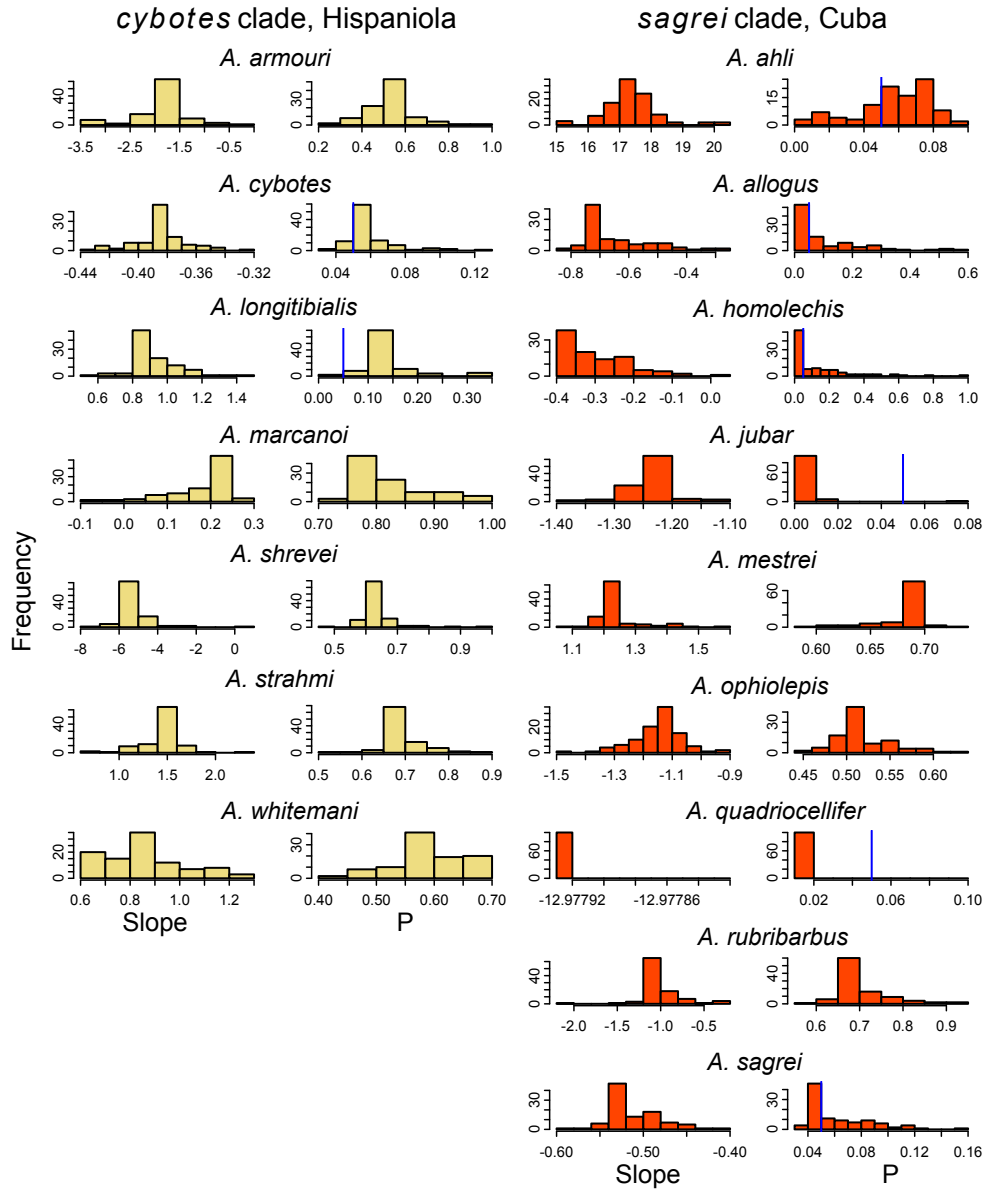 cybotes clade, Hispaniola
sagrei clade, Cuba
A. armouri
0 40
-3.5 -2.5 -1.5 -0.5
0 30
0.2 0.4 0.6 0.8 1.0
A. ahli
0 20
15 16 17 18 19 20
0 15
0.00 0.04 0.08
A. cybotes
0 30
-0.44 -0.40 -0.36 -0.32
0 30
0.04 0.08 0.12
A. allogus
0 30
-0.8 -0.6 -0.4
0 30
0.0 0.2 0.4 0.6
A. longitibialis
0 30
0.6 0.8 1.0 1.2 1.4
0 40
0.00 0.10 0.20 0.30
A. homolechis
0 30
-0.4 -0.3 -0.2 -0.1 0.0
0 30
0.0 0.2 0.4 0.6 0.8 1.0
A. marcanoi
0 30
-0.1 0.0 0.1 0.2 0.3
0 30
0.70 0.80 0.90 1.00
A. jubar
0 40
-1.40 -1.30 -1.20 -1.10
0 60
0.00 0.02 0.04 0.06 0.08
Frequency
A. shrevei
0 40
-8 -6 -4 -2 0
0 40
0.5 0.7 0.9
A. mestrei
0 40
1.1 1.3 1.5
0 60
0.60 0.65 0.70
A. strahmi
0 40
1.0 1.5 2.0
0 40
0.5 0.6 0.7 0.8 0.9
A. ophiolepis
0 20
-1.5 -1.3 -1.1 -0.9
0 30
0.45 0.50 0.55 0.60
A. whitemani
0 20
0.6 0.8 1.0 1.2
Slope
0 30
0.40 0.50 0.60 0.70
P
A. quadriocellifer
0 60
-12.97792 -12.97786
0 60
0.02 0.06 0.10
A. rubribarbus
0 40
-2.0 -1.5 -1.0 -0.5
0 40
0.6 0.7 0.8 0.9
A. sagrei
0 30
-0.60 -0.50 -0.40
Slope
0 30
0.04 0.08 0.12 0.16
P